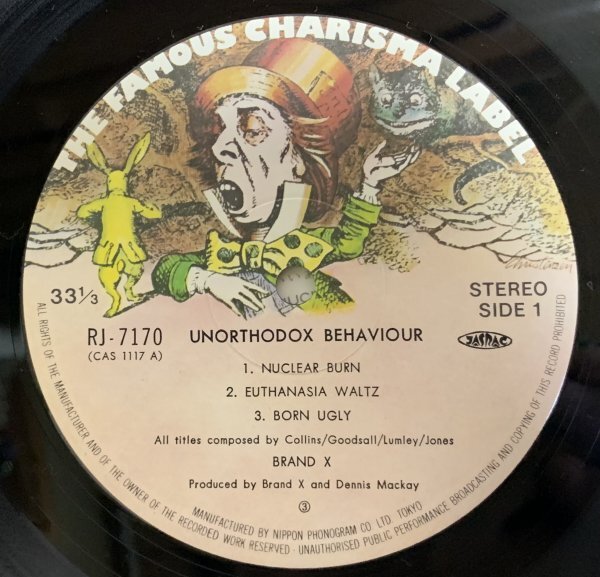 THE FAMOUS CHARISMA LABEL
33 1/3
STEREO
SIDE 1
RJ-7170
(CAS 1117 A)
UNORTHODOX BEHAVIOUR
JASRAC
1. NUCLEAR BURN
2. EUTHANASIA WALTZ
3. BORN UGLY
All titles composed by Collins/Goodsall/Lumley/Jones
BRAND X
Produced by Brand X and Dennis Mackay
③
ALL RIGHTS OF THE MANUFACTURER AND OF THE OWNER OF THE RECORDED WORK RESERVED · UNAUTHORISED PUBLIC PERFORMANCE BROADCASTING AND COPYING OF THIS RECORD PROHIBITED
MANUFACTURED BY NIPPON PHONOGRAM CO LTD. TOKYO